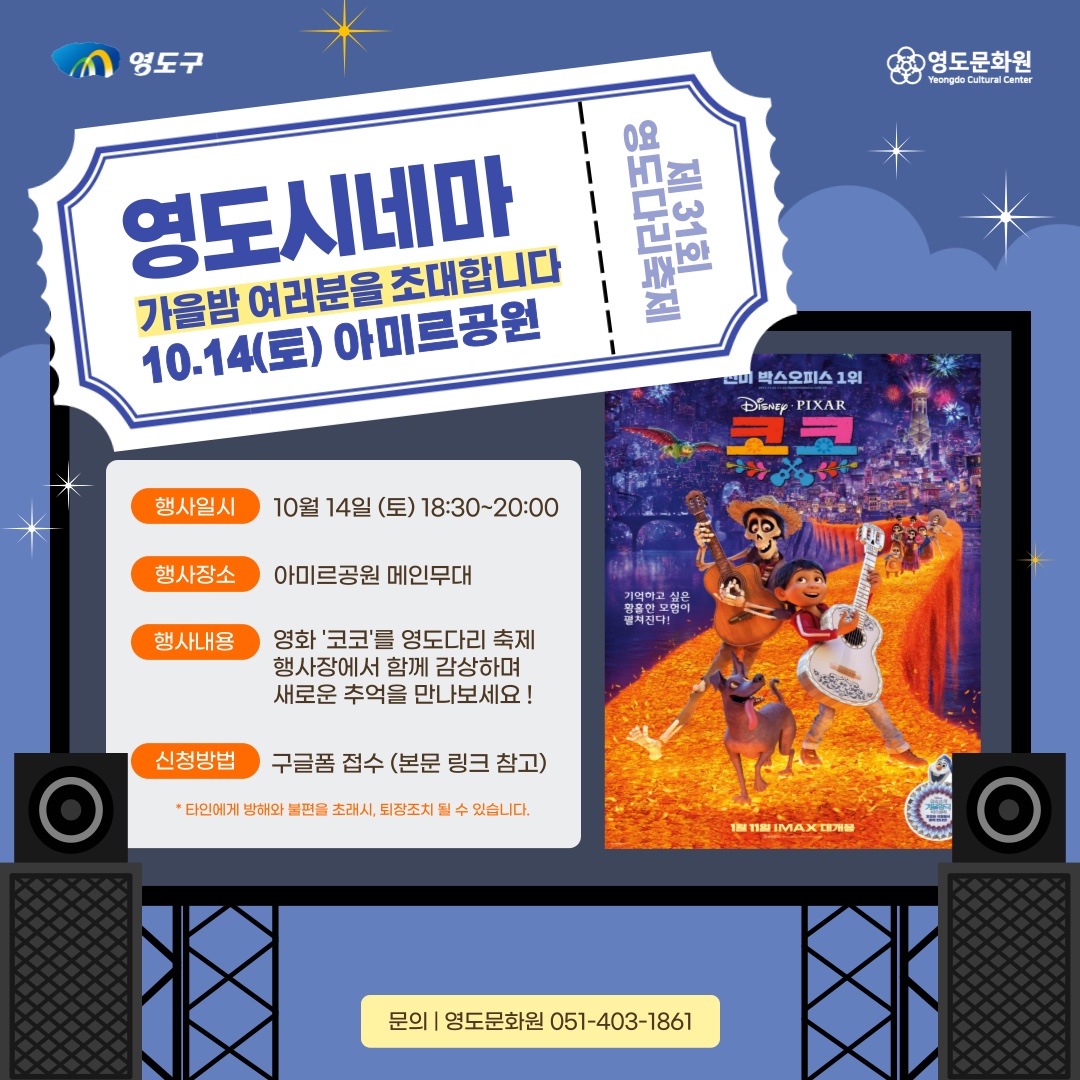 영도구
영도문화원
Yeongdo Cultural Center
영도시네마
가을밤 여러분을 초대합니다
10.14(토) 아미르공원
제31회
영도다리축제
행사일시
10월 14일 (토) 18:30~20:00
행사장소
아미르공원 메인무대
행사내용
영화 '코코'를 영도다리 축제
행사장에서 함께 감상하며
새로운 추억을 만나보세요 !
신청방법
구글폼 접수 (본문 링크 참고)
* 타인에게 방해와 불편을 초래시, 퇴장조치 될 수 있습니다.
전미 박스오피스 1위
DISNEY · PIXAR
코코
기억하고 싶은
황홀한 모험이
펼쳐진다!
1월 11일 IMAX 대개봉
문의 | 영도문화원 051-403-1861